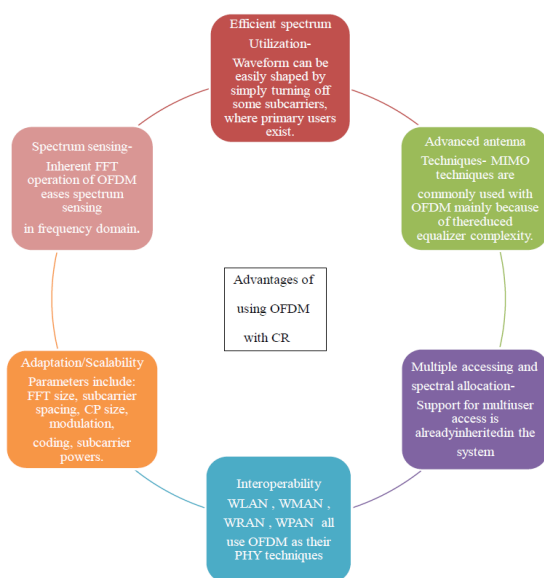 Efficient spectrum
Utilization-
Waveform can be
easily shaped by
simply turning off
some subcarriers,
where primary users
exist.
Advanced antenna
Techniques- MIMO
techniques are
commonly used with
OFDM mainly because
of thereduced
equalizer complexity.
Multiple accessing and
spectral allocation-
Support for multiuser
access is
alreadyinheritedin the
system
Interoperability
WLAN , WMAN ,
WRAN , WPAN all
use OFDM as their
PHY techniques
Adaptation/Scalability
Parameters include:
FFT size, subcarrier
spacing, CP size,
modulation,
coding, subcarrier
powers.
Spectrum sensing-
Inherent FFT
operation of OFDM
eases spectrum
sensing
in frequency domain.
Advantages of
using OFDM
with CR